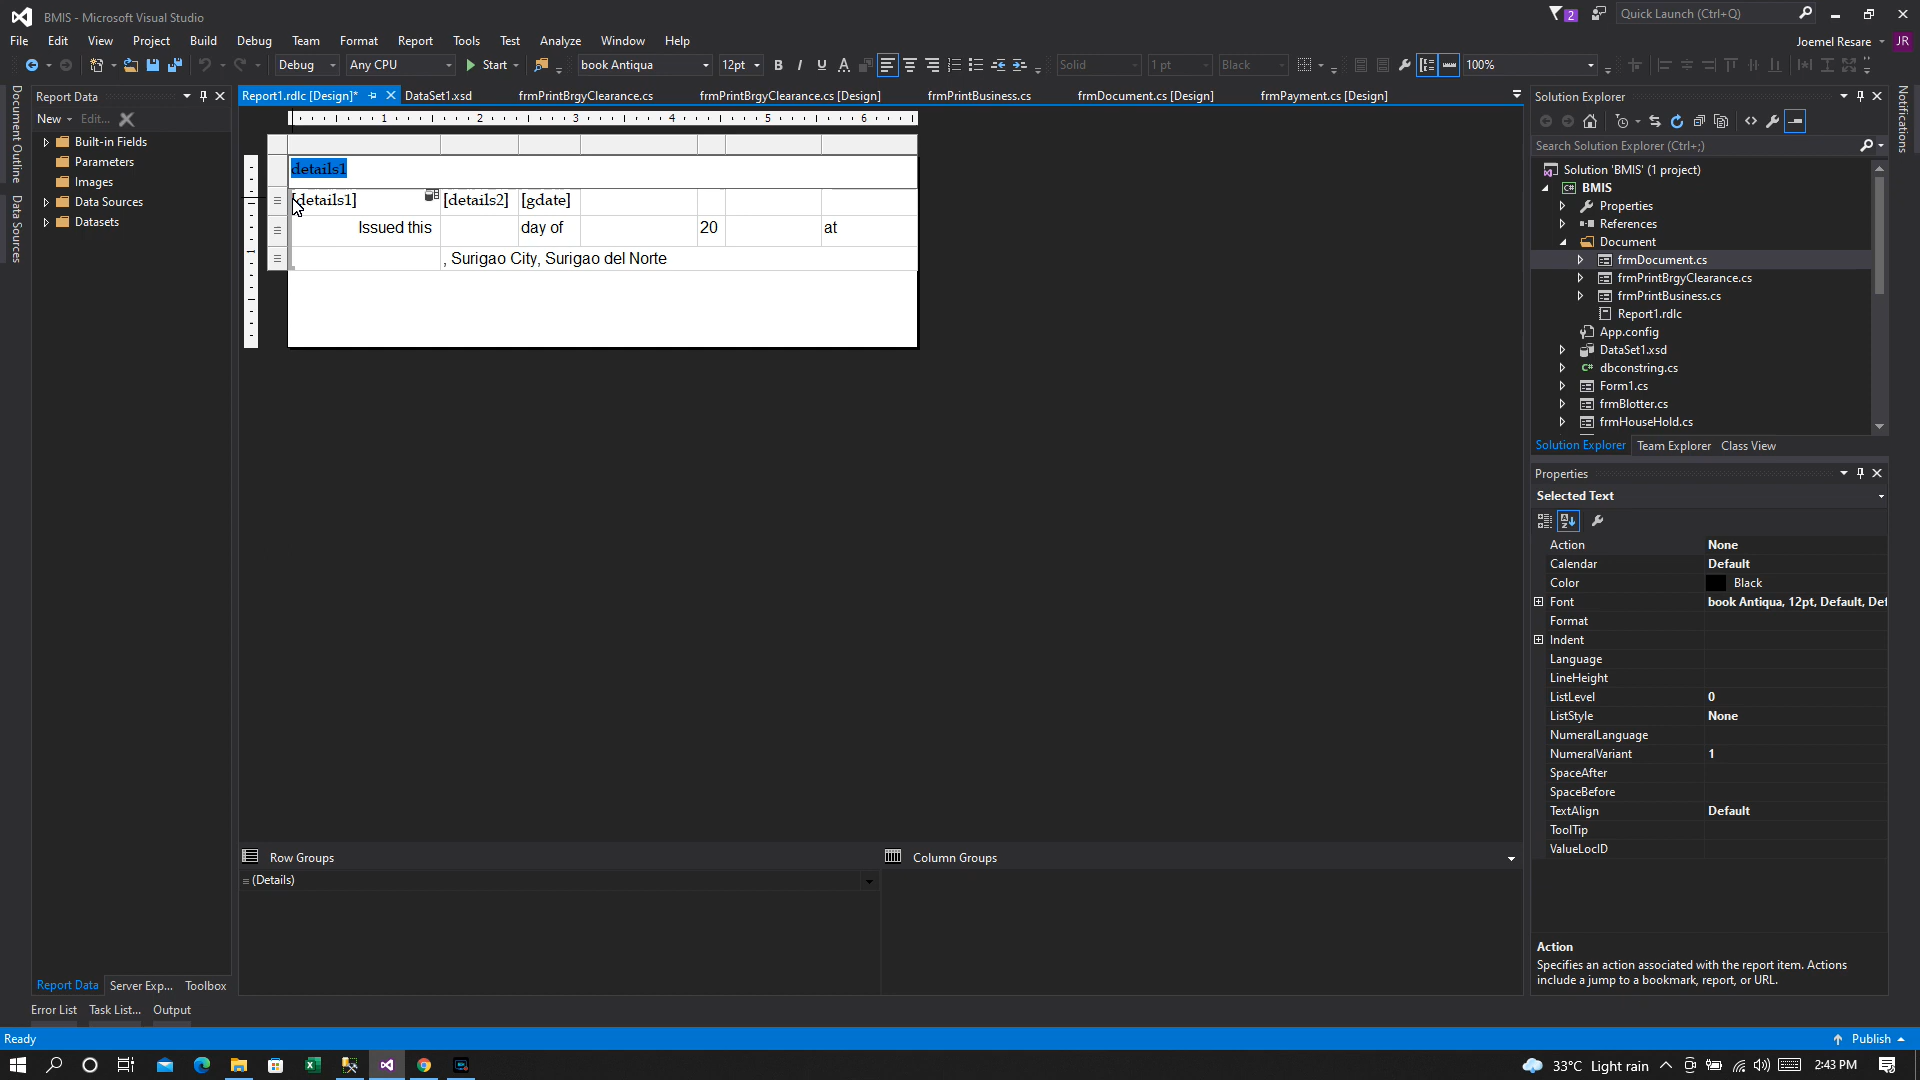 BMIS - Microsoft Visual Studio
2
Quick Launch (Ctrl+Q)
File Edit View Project Build Debug Team Format Report Tools Test Analyze Window Help
Joemel Resare JR
Debug Any CPU Start book Antiqua 12pt B I U A Solid 1 pt Black 100%
Document Outline
Data Sources
Report Data
New Edit...
Built-in Fields
Parameters
Images
Data Sources
Datasets
Report1.rdlc [Design]* DataSet1.xsd frmPrintBrgyClearance.cs frmPrintBrgyClearance.cs [Design] frmPrintBusiness.cs frmDocument.cs [Design] frmPayment.cs [Design]
1 2 3 4 5 6
details1
[details1] [details2] [gdate]
Issued this day of 20 at
, Surigao City, Surigao del Norte
Row Groups
(Details)
Column Groups
Report Data Server Exp... Toolbox
Error List Task List... Output
Solution Explorer
Search Solution Explorer (Ctrl+;)
Solution 'BMIS' (1 project)
BMIS
Properties
References
Document
frmDocument.cs
frmPrintBrgyClearance.cs
frmPrintBusiness.cs
Report1.rdlc
App.config
DataSet1.xsd
dbconstring.cs
Form1.cs
frmBlotter.cs
frmHouseHold.cs
Solution Explorer Team Explorer Class View
Properties
Selected Text
Action None
Calendar Default
Color Black
Font book Antiqua, 12pt, Default, Def
Format
Indent
Language
LineHeight
ListLevel 0
ListStyle None
NumeralLanguage
NumeralVariant 1
SpaceAfter
SpaceBefore
TextAlign Default
ToolTip
ValueLocID
Action
Specifies an action associated with the report item. Actions
include a jump to a bookmark, report, or URL.
Notifications
Ready
Publish
33°C Light rain
2:43 PM